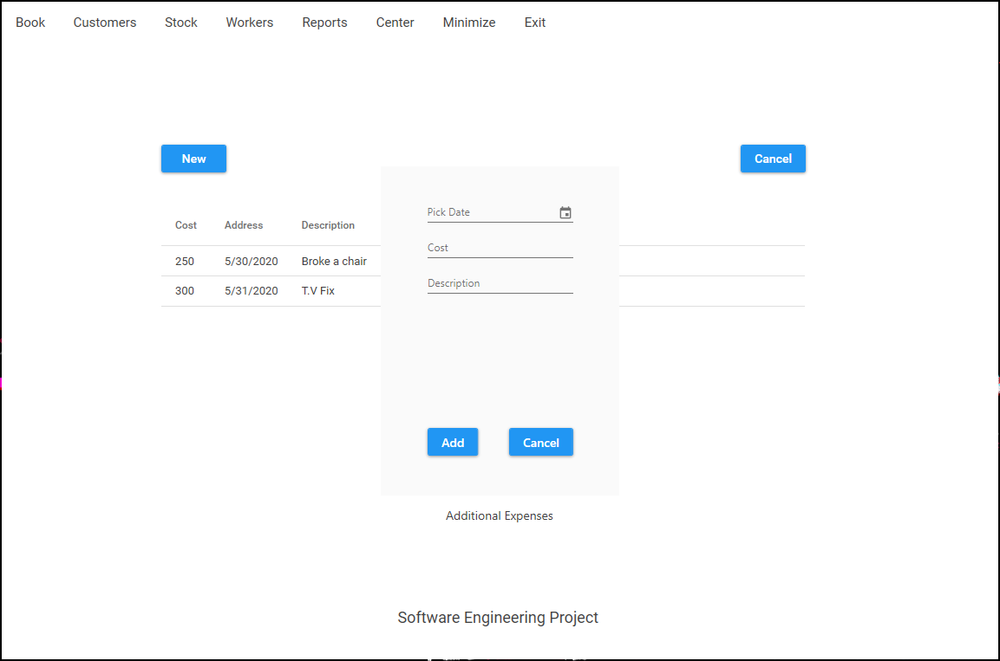 Book Customers Stock Workers Reports Center Minimize Exit
New Cancel
Pick Date
Cost Address Description
Cost
250 5/30/2020 Broke a chair
Description
300 5/31/2020 T.V Fix
Add Cancel
Additional Expenses
Software Engineering Project